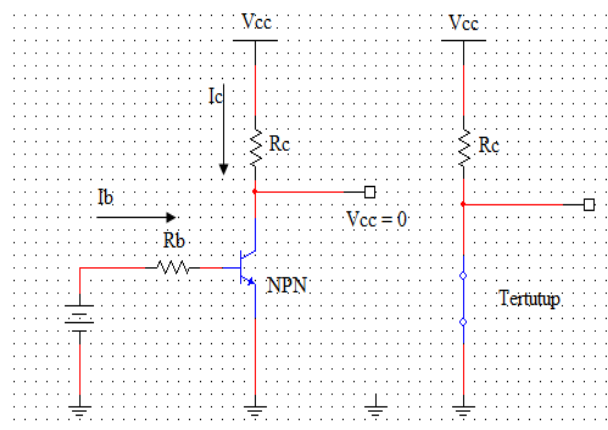 Vcc
Vcc
Ic
Rc
Rc
Ib
Vcc = 0
Rb
NPN
Tertutup